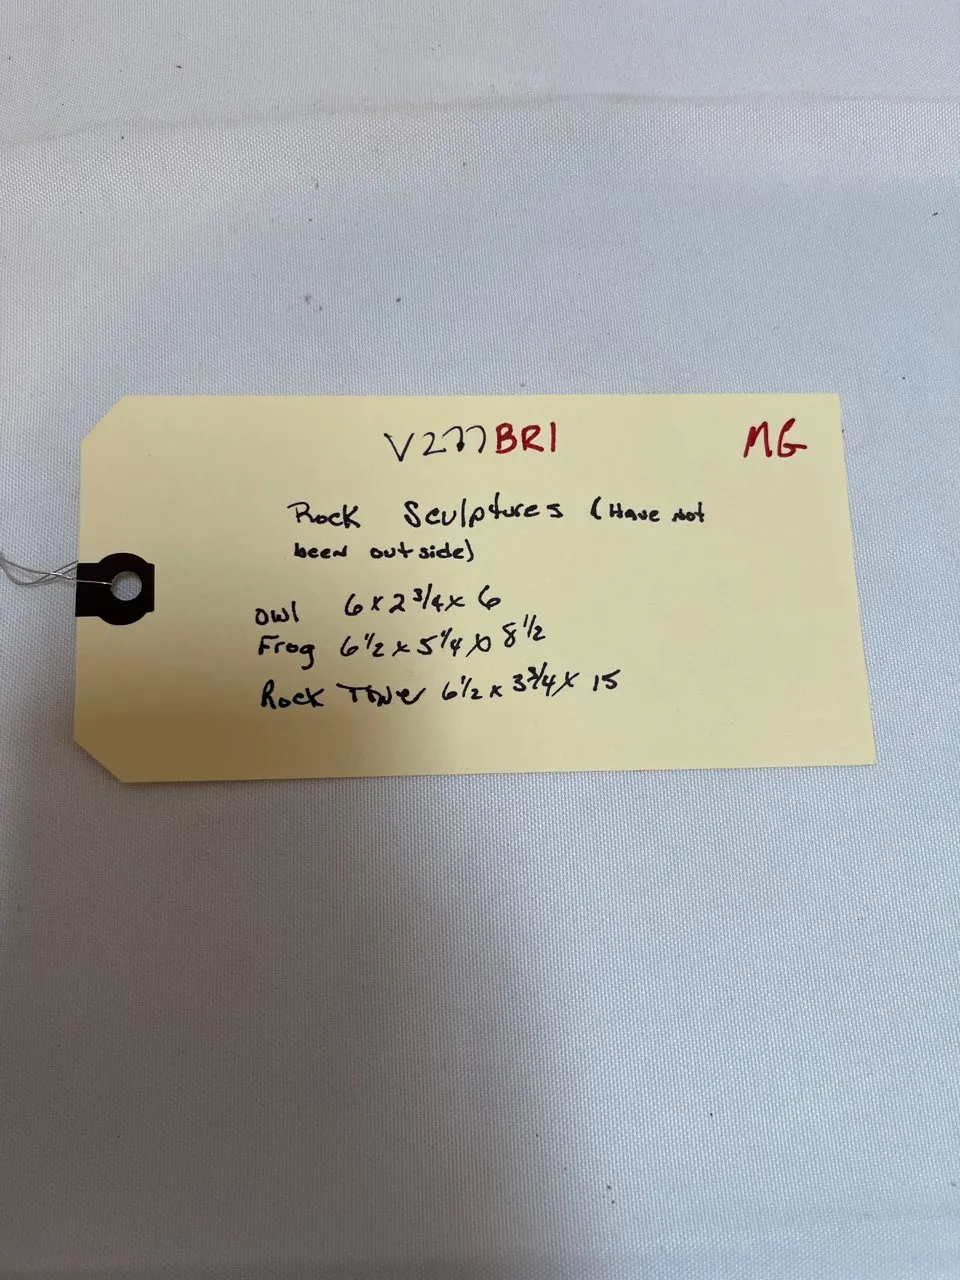 V277BR1 MG
Rock Sculptures (Have not
been outside)
owl 6 x 2 3/4 x 6
Frog 6 1/2 x 5 1/4 x 8 1/2
Rock 6 1/2 x 3 3/4 x 15